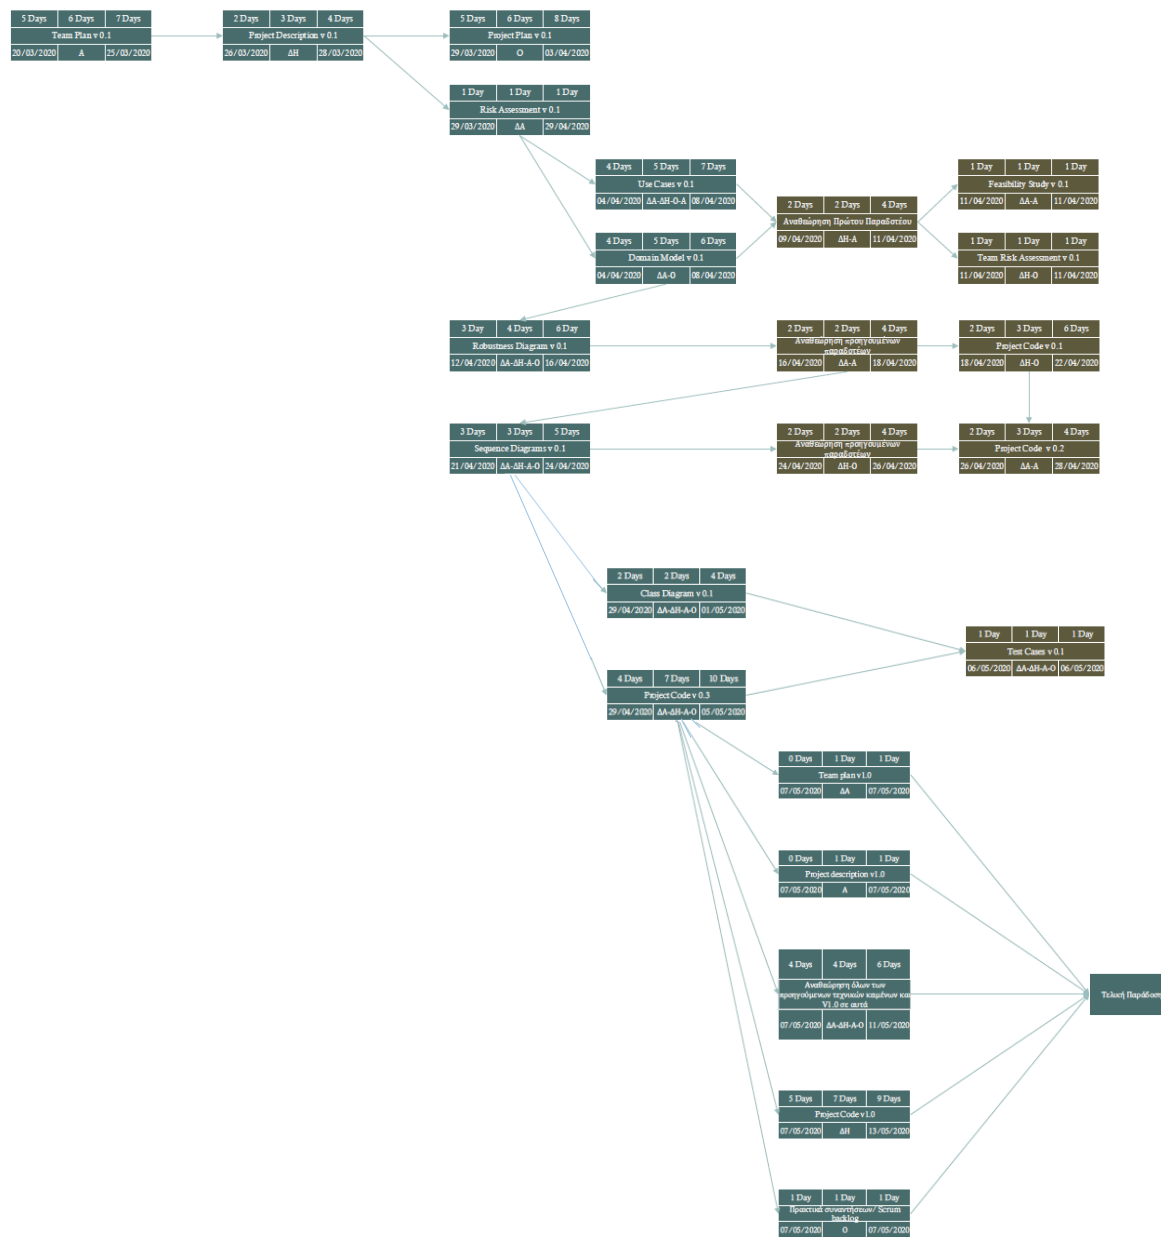 5 Days 6 Days 7 Days
Team Plan v 0.1
20/03/2020 Α 25/03/2020
2 Days 3 Days 4 Days
Project Description v 0.1
26/03/2020 ΔΗ 28/03/2020
5 Days 6 Days 8 Days
Project Plan v 0.1
29/03/2020 Ο 03/04/2020
1 Day 1 Day 1 Day
Risk Assessment v 0.1
29/03/2020 ΔΑ 29/04/2020
4 Days 5 Days 7 Days
Use Cases v 0.1
04/04/2020 ΔΑ-ΔΗ-Ο-Α 08/04/2020
2 Days 2 Days 4 Days
Αναθεώρηση Πρώτου Παραδοτέου
09/04/2020 ΔΗ-Α 11/04/2020
1 Day 1 Day 1 Day
Feasibility Study v 0.1
11/04/2020 ΔΑ-Α 11/04/2020
4 Days 5 Days 6 Days
Domain Model v 0.1
04/04/2020 ΔΑ-Ο 08/04/2020
1 Day 1 Day 1 Day
Team Risk Assessment v 0.1
11/04/2020 ΔΗ-Ο 11/04/2020
3 Day 4 Days 6 Day
Robustness Diagram v 0.1
12/04/2020 ΔΑ-ΔΗ-Α-Ο 16/04/2020
2 Days 2 Days 4 Days
Αναθεώρηση προηγουμένων
παραδοτέων
16/04/2020 ΔΑ-Α 18/04/2020
2 Days 3 Days 6 Days
Project Code v 0.1
18/04/2020 ΔΗ-Ο 22/04/2020
3 Days 3 Days 5 Days
Sequence Diagrams v 0.1
21/04/2020 ΔΑ-ΔΗ-Α-Ο 24/04/2020
2 Days 2 Days 4 Days
Αναθεώρηση προηγουμένων
παραδοτέων
24/04/2020 ΔΗ-Ο 26/04/2020
2 Days 3 Days 4 Days
Project Code v 0.2
26/04/2020 ΔΑ-Α 28/04/2020
2 Days 2 Days 4 Days
Class Diagram v 0.1
29/04/2020 ΔΑ-ΔΗ-Α-Ο 01/05/2020
1 Day 1 Day 1 Day
Test Cases v 0.1
06/05/2020 ΔΑ-ΔΗ-Α-Ο 06/05/2020
4 Days 7 Days 10 Days
Project Code v 0.3
29/04/2020 ΔΑ-ΔΗ-Α-Ο 05/05/2020
0 Days 1 Day 1 Day
Team plan v1.0
07/05/2020 ΔΑ 07/05/2020
0 Days 1 Day 1 Day
Project description v1.0
07/05/2020 Α 07/05/2020
4 Days 4 Days 6 Days
Αναθεώρηση όλων των
προηγούμενων τεχνικών κειμένων και
V1.0 σε αυτά
07/05/2020 ΔΑ-ΔΗ-Α-Ο 11/05/2020
Τελική Παράδοση
5 Days 7 Days 9 Days
Project Code v1.0
07/05/2020 ΔΗ 13/05/2020
1 Day 1 Day 1 Day
Πρακτικά συναντήσεων/ Scrum
backlog
07/05/2020 Ο 07/05/2020